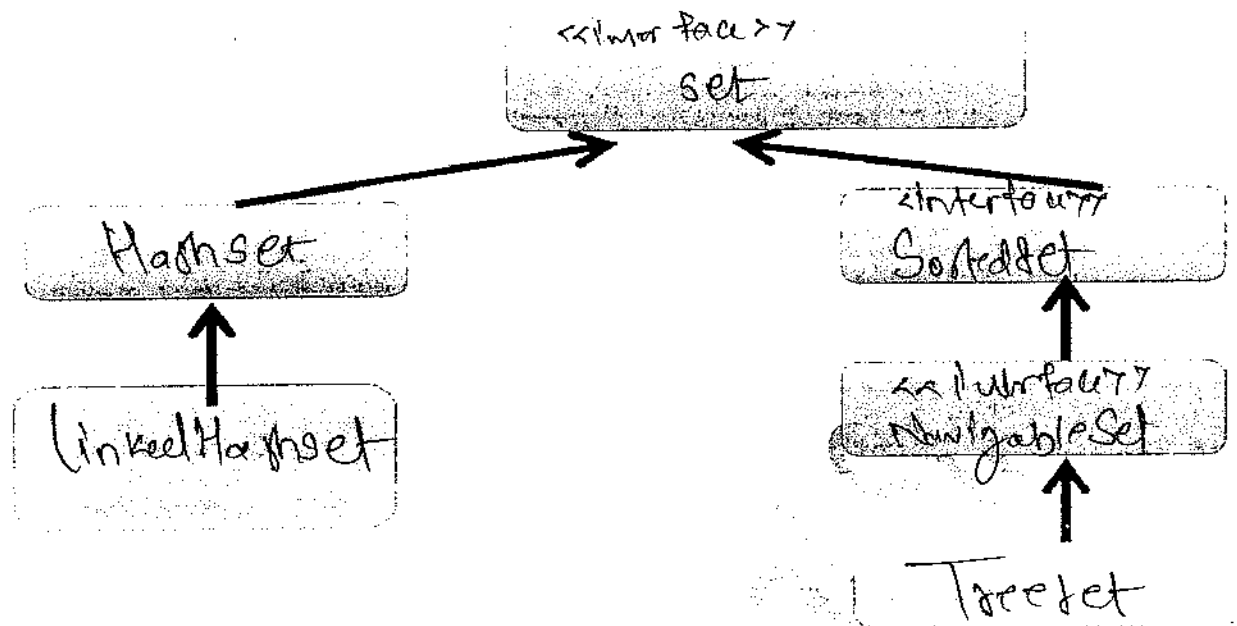 <<Interface>>
set
Hashset
<Interface>>
SortedSet
LinkedHashset
<<Interface>>
NavigableSet
Treeset